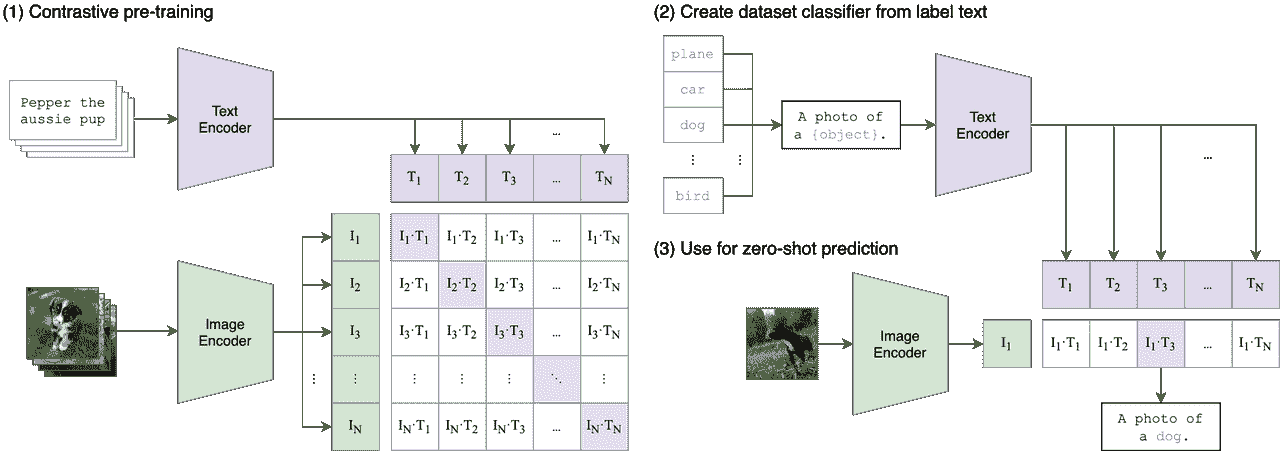 (1) Contrastive pre-training
Pepper the
aussie pup
Text
Encoder
...
T1 T2 T3 ... TN
Image
Encoder
I1 I1·T1 I1·T2 I1·T3 ... I1·TN
I2 I2·T1 I2·T2 I2·T3 ... I2·TN
I3 I3·T1 I3·T2 I3·T3 ... I3·TN
⋮ ⋮ ⋮ ⋮ ⋮ ⋱ ⋮
IN IN·T1 IN·T2 IN·T3 ... IN·TN
(2) Create dataset classifier from label text
plane
car
dog
⋮ ⋮
bird
A photo of
a {object}.
Text
Encoder
...
(3) Use for zero-shot prediction
Image
Encoder
T1 T2 T3 ... TN
I1 I1·T1 I1·T2 I1·T3 ... I1·TN
A photo of
a dog.